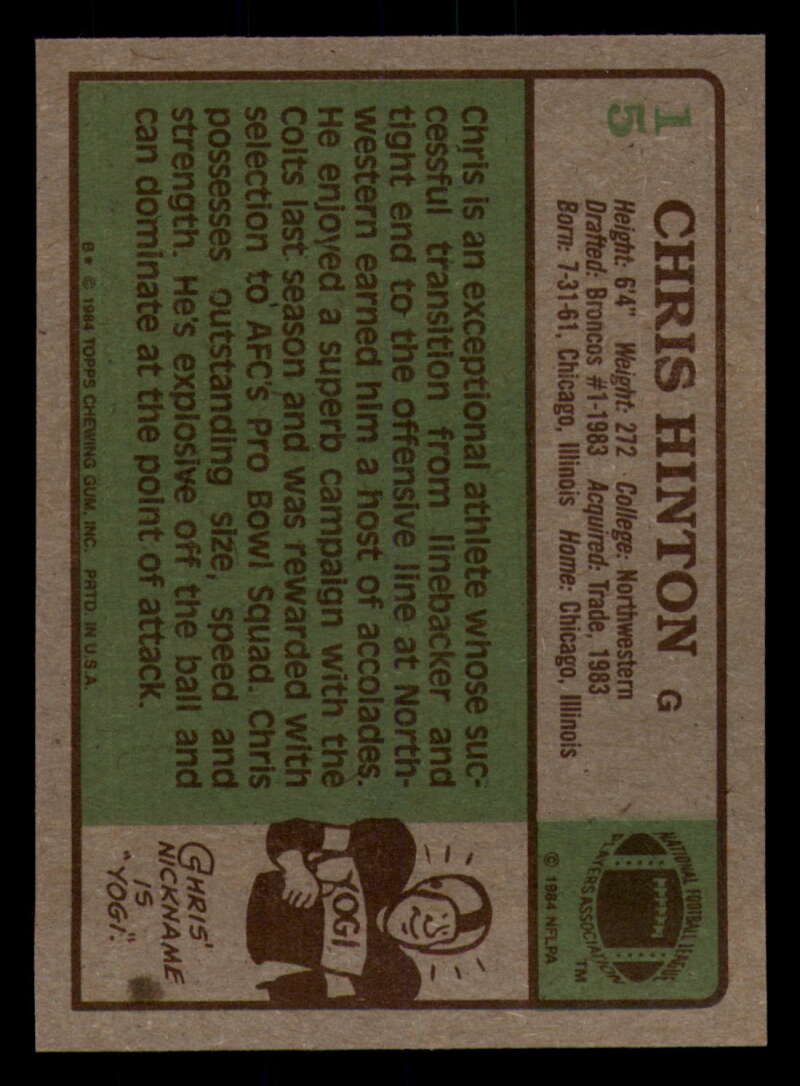 15
CHRIS HINTON G
Height: 6'4" Weight: 272 College: Northwestern
Drafted: Broncos #1-1983 Acquired: Trade, 1983
Born: 7-31-61, Chicago, Illinois Home: Chicago, Illinois
NATIONAL FOOTBALL LEAGUE
PLAYERS ASSOCIATION
TM
© 1984 NFLPA
Chris is an exceptional athlete whose suc-
cessful transition from linebacker and
tight end to the offensive line at North-
western earned him a host of accolades.
He enjoyed a superb campaign with the
Colts last season and was rewarded with
selection to AFC's Pro Bowl Squad. Chris
possesses outstanding size, speed and
strength. He's explosive off the ball and
can dominate at the point of attack.
YOGI
CHRIS'
NICKNAME
IS
"YOGI".
B* © 1984 TOPPS CHEWING GUM, INC. PRTD. IN U.S.A.